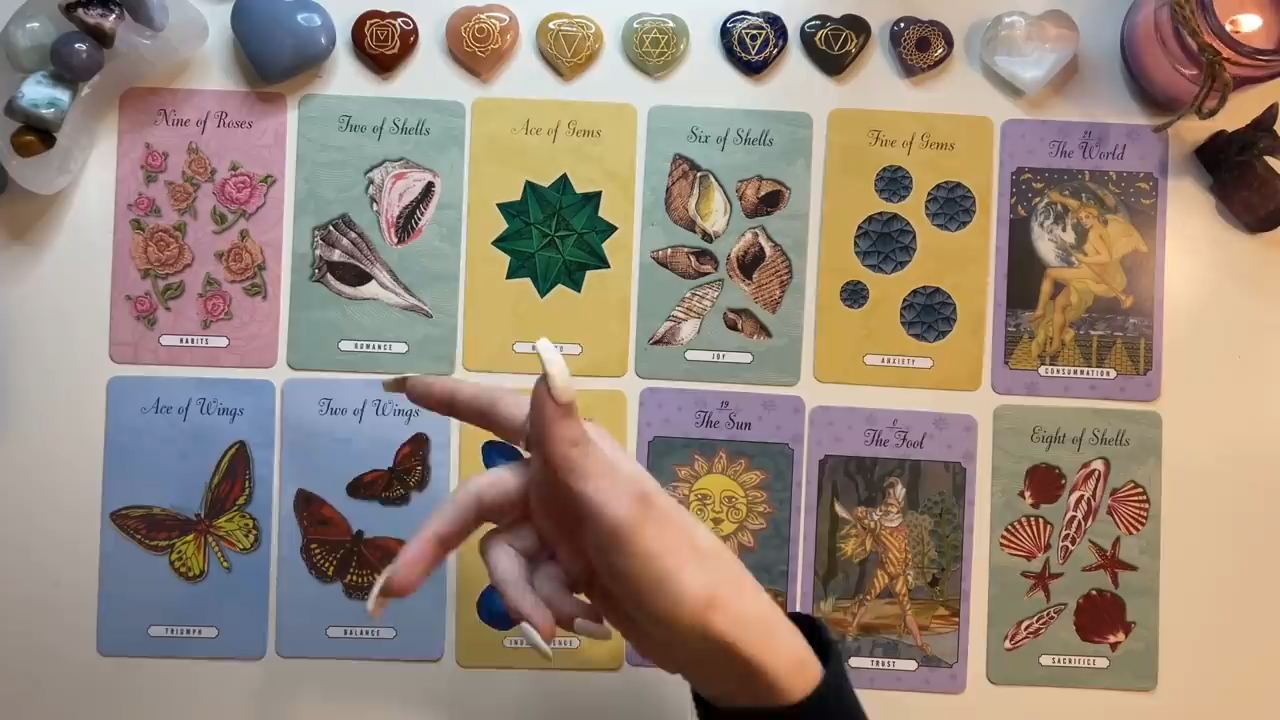 Nine of Roses
HABITS
Two of Shells
ROMANCE
Ace of Gems
Six of Shells
JOY
Five of Gems
ANXIETY
21
The World
CONSUMMATION
Ace of Wings
TRIUMPH
Two of Wings
BALANCE
19
The Sun
0
The Fool
TRUST
Eight of Shells
SACRIFICE